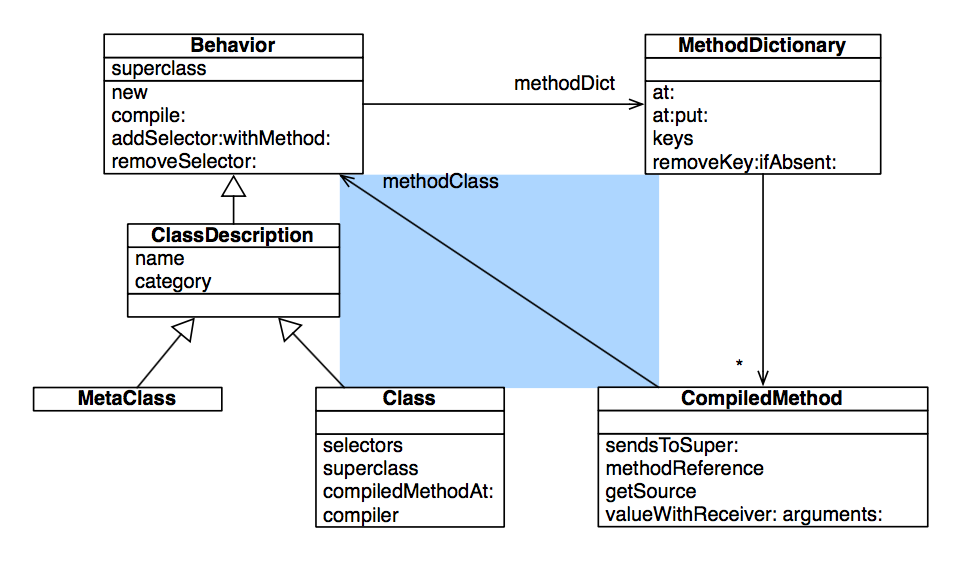 Behavior
superclass
new
compile:
addSelector:withMethod:
removeSelector:
methodDict
MethodDictionary
at:
at:put:
keys
removeKey:ifAbsent:
methodClass
ClassDescription
name
category
*
MetaClass
Class
selectors
superclass
compiledMethodAt:
compiler
CompiledMethod
sendsToSuper:
methodReference
getSource
valueWithReceiver: arguments: